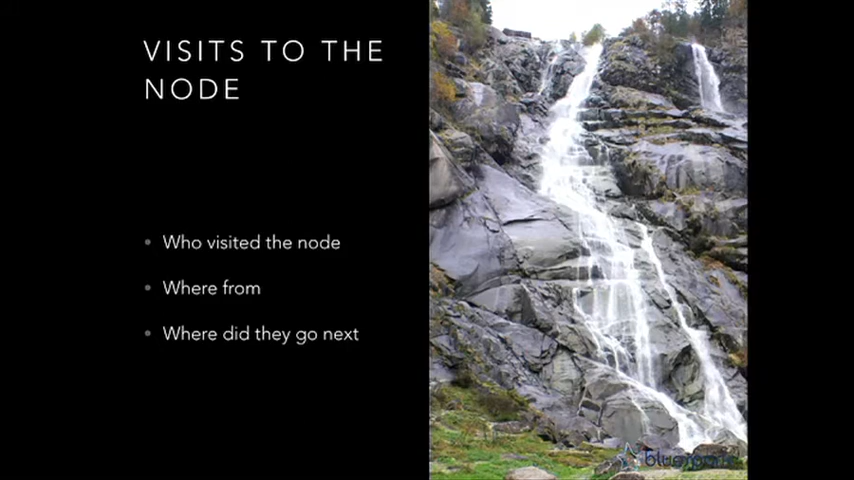 VISITS TO THE
NODE
• Who visited the node
• Where from
• Where did they go next